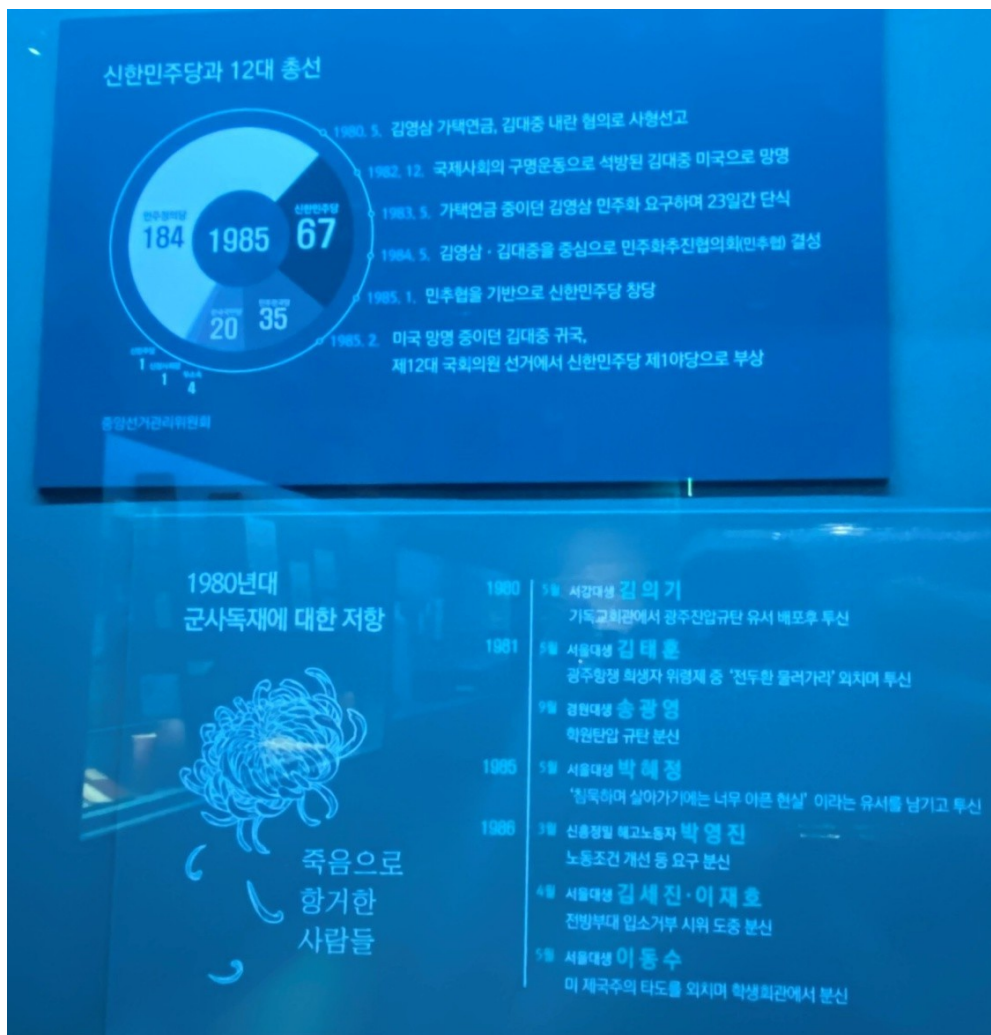 신한민주당과 12대 총선
민주정의당
184
1985
신한민주당
67
20
35
1
1
무소속
4
1980. 5. 김영삼 가택연금, 김대중 내란 혐의로 사형선고
1982. 12. 국제사회의 구명운동으로 석방된 김대중 미국으로 망명
1983. 5. 가택연금 중이던 김영삼 민주화 요구하며 23일간 단식
1984. 5. 김영삼 · 김대중을 중심으로 민주화추진협의회(민추협) 결성
1985. 1. 민추협을 기반으로 신한민주당 창당
1985. 2. 미국 망명 중이던 김대중 귀국,
제12대 국회의원 선거에서 신한민주당 제1야당으로 부상
중앙선거관리위원회
1980년대
군사독재에 대한 저항
죽음으로
항거한
사람들
1980 5월 서강대생 김의기
기독교회관에서 광주진압규탄 유서 배포후 투신
1981 5월 서울대생 김태훈
광주항쟁 희생자 위령제 중 '전두환 물러가라' 외치며 투신
9월 경원대생 송광영
학원탄압 규탄 분신
1985 5월 서울대생 박혜정
'침묵하며 살아가기에는 너무 아픈 현실' 이라는 유서를 남기고 투신
1986 3월 신흥정밀 해고노동자 박영진
노동조건 개선 등 요구 분신
4월 서울대생 김세진·이재호
전방부대 입소거부 시위 도중 분신
5월 서울대생 이동수
미 제국주의 타도를 외치며 학생회관에서 분신